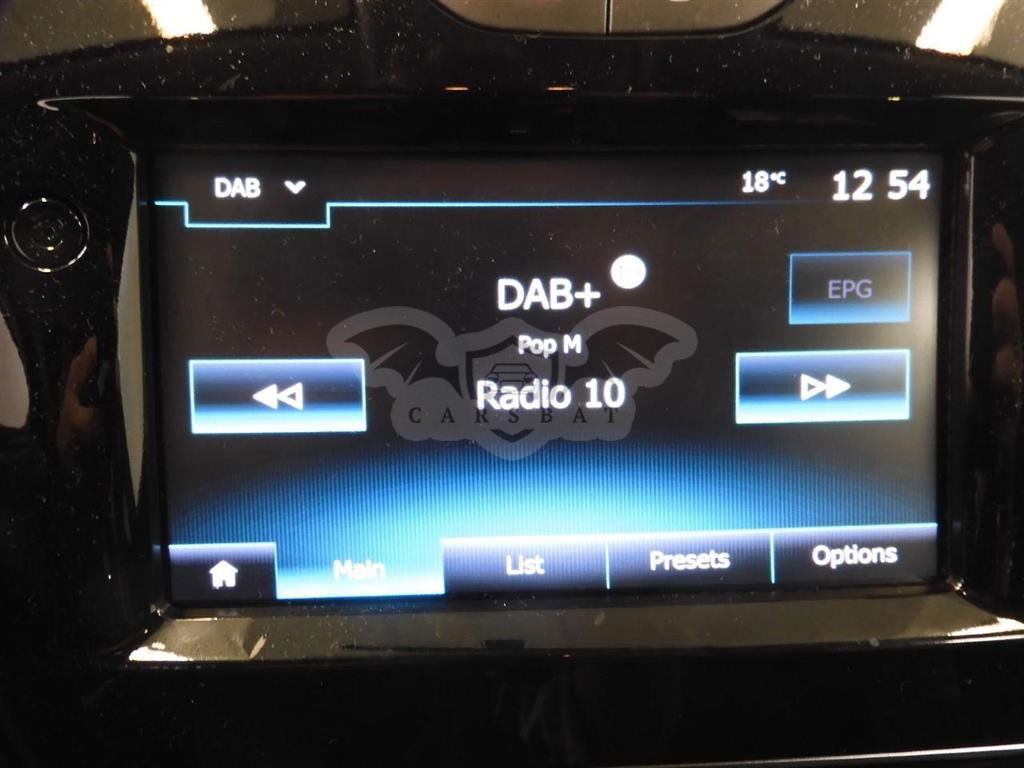 DAB
18°C
12 54
DAB+
EPG
Pop M
Radio 10
CARSBAT
Main
List
Presets
Options